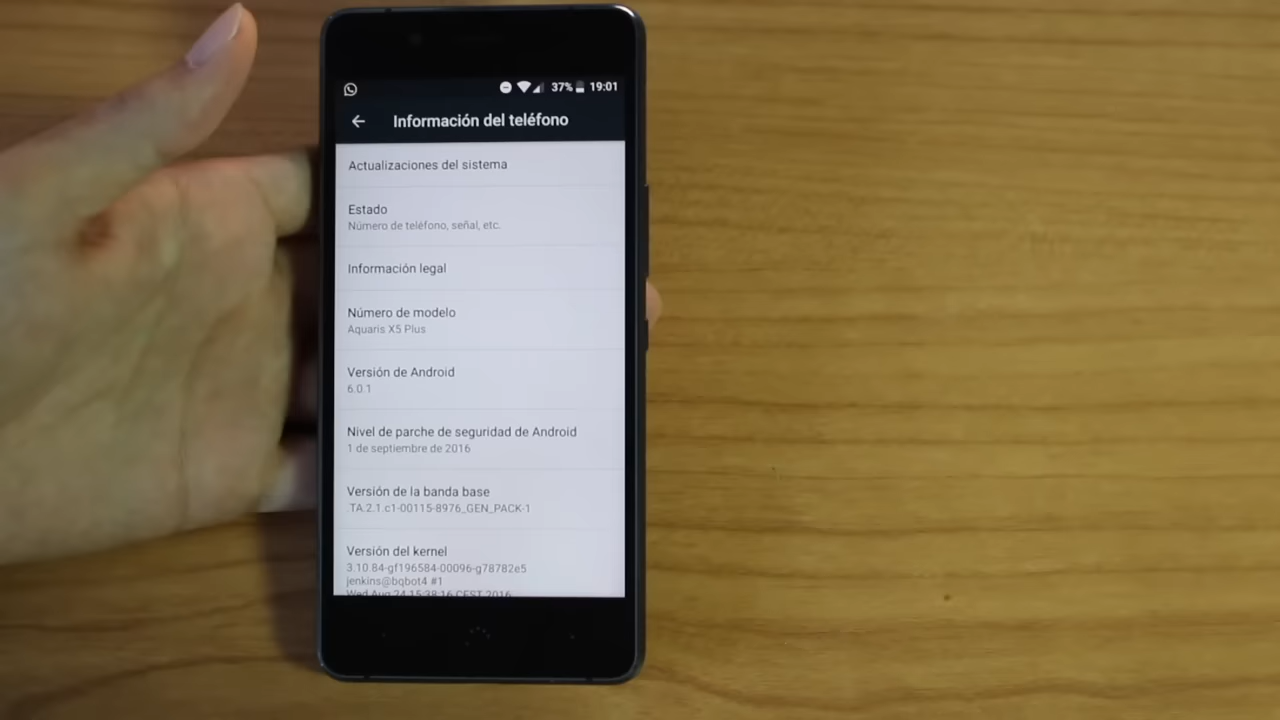 37% 19:01
Información del teléfono
Actualizaciones del sistema
Estado
Número de teléfono, señal, etc.
Información legal
Número de modelo
Aquaris X5 Plus
Versión de Android
6.0.1
Nivel de parche de seguridad de Android
1 de septiembre de 2016
Versión de la banda base
.TA.2.1.c1-00115-8976_GEN_PACK-1
Versión del kernel
3.10.84-gf196584-00096-g78782e5
jenkins@bqbot4 #1
Wed Aug 24 15:38:16 CEST 2016